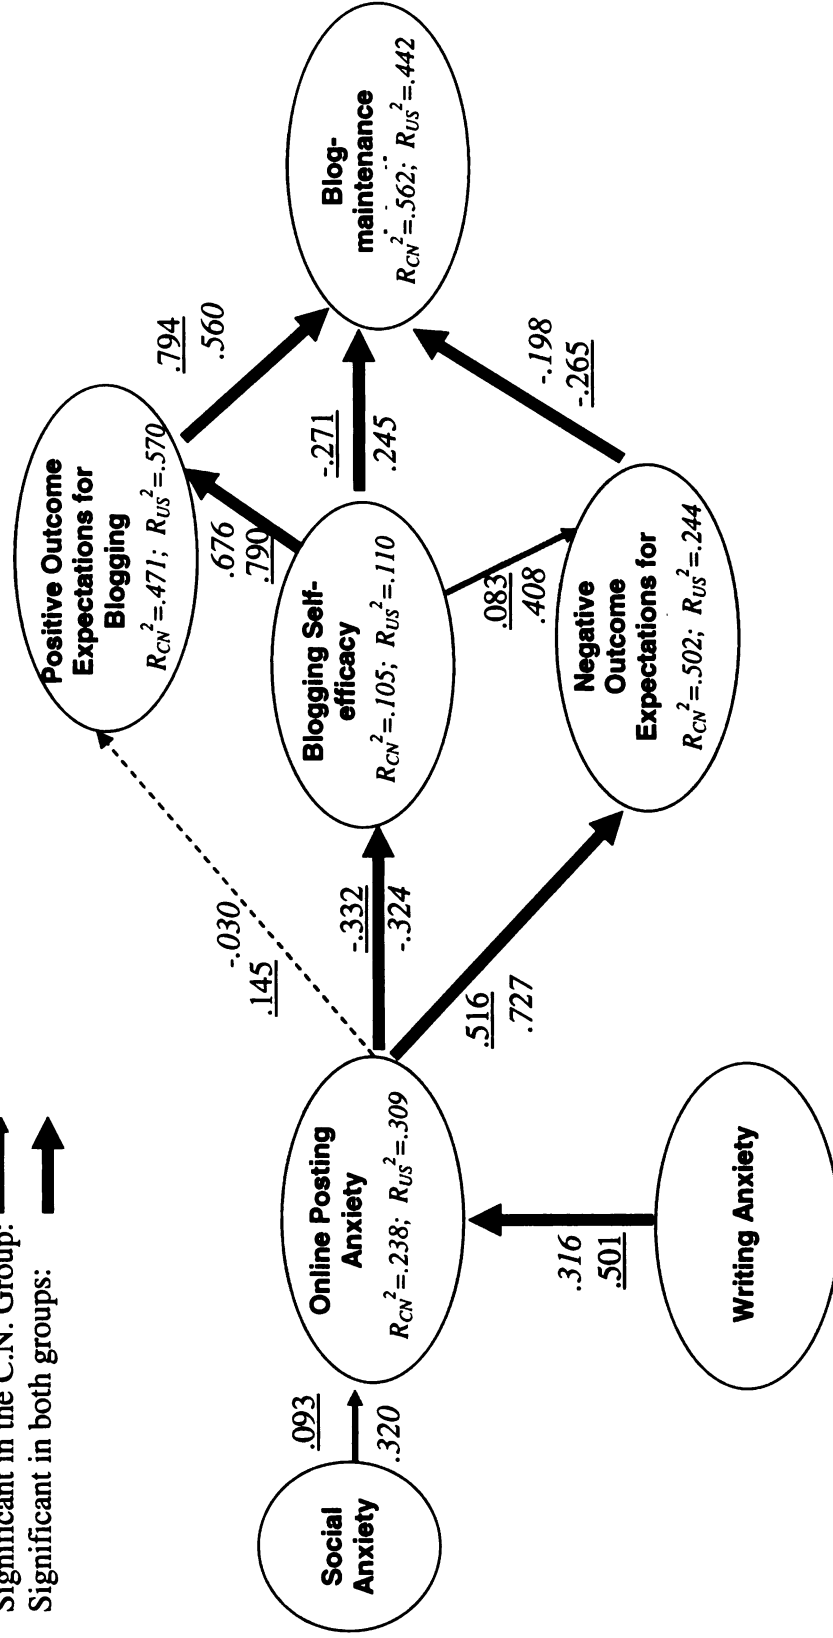 Significant in the C.N. Group:
Significant in both groups:
Positive Outcome
Expectations for
Blogging
R_CN²=.471; R_US²=.570
.794
.560
-.030
.145
.676
.790
Blog-
maintenance
R_CN²=.562; R_US²=.442
-.271
.245
Blogging Self-
efficacy
R_CN²=.105; R_US²=.110
-.332
-.324
Online Posting
Anxiety
R_CN²=.238; R_US²=.309
.093
.320
Social
Anxiety
.083
.408
-.198
-.265
.516
.727
Negative
Outcome
Expectations for
R_CN²=.502; R_US²=.244
.316
.501
Writing Anxiety